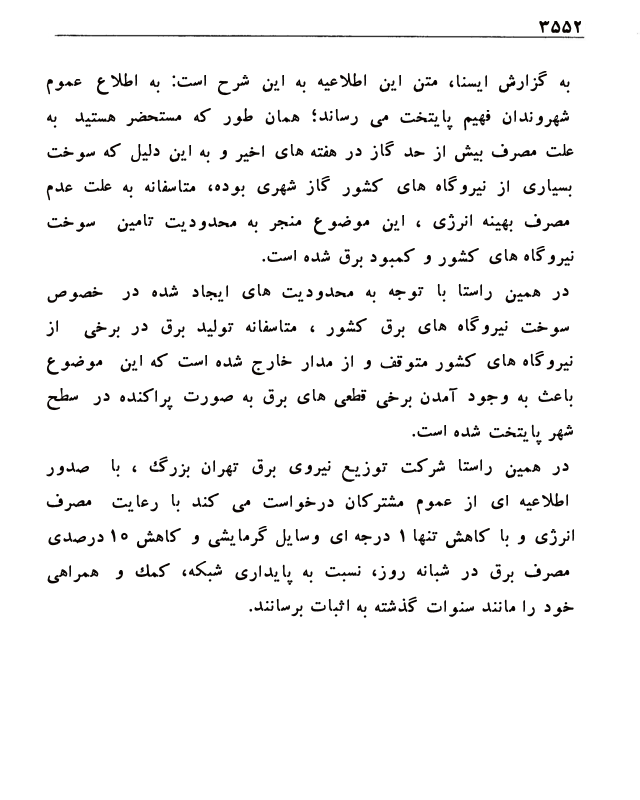 ۳۵۵۲
به گزارش ایسنا، متن این اطلاعیه به این شرح است: به اطلاع عموم
شهروندان فهیم پایتخت می رساند؛ همان طور که مستحضر هستید به
علت مصرف بیش از حد گاز در هفته های اخیر و به این دلیل که سوخت
بسیاری از نیروگاه های کشور گاز شهری بوده، متاسفانه به علت عدم
مصرف بهینه انرژی ، این موضوع منجر به محدودیت تامین سوخت
نیروگاه های کشور و کمبود برق شده است.
در همین راستا با توجه به محدودیت های ایجاد شده در خصوص
سوخت نیروگاه های برق کشور ، متاسفانه تولید برق در برخی از
نیروگاه های کشور متوقف و از مدار خارج شده است که این موضوع
باعث به وجود آمدن برخی قطعی های برق به صورت پراکنده در سطح
شهر پایتخت شده است.
در همین راستا شرکت توزیع نیروی برق تهران بزرگ ، با صدور
اطلاعیه ای از عموم مشترکان درخواست می کند با رعایت مصرف
انرژی و با کاهش تنها ۱ درجه ای وسایل گرمایشی و کاهش ۱۰ درصدی
مصرف برق در شبانه روز، نسبت به پایداری شبکه، کمک و همراهی
خود را مانند سنوات گذشته به اثبات برسانند.